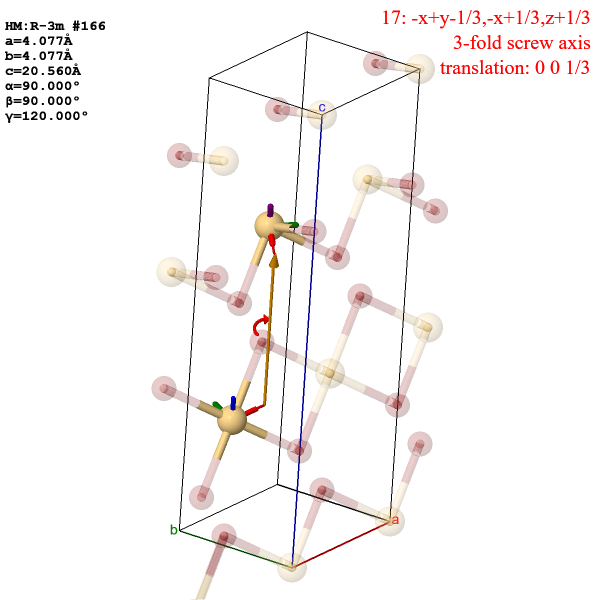 17: -x+y-1/3,-x+1/3,z+1/3
3-fold screw axis
translation: 0 0 1/3
HM:R-3m #166
a=4.077Å
b=4.077Å
c=20.560Å
α=90.000°
β=90.000°
γ=120.000°
c
b
a